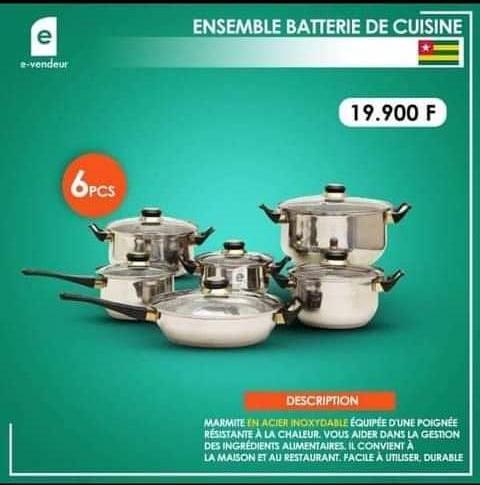 e
e-vendeur
ENSEMBLE BATTERIE DE CUISINE
19.900 F
6PCS
DESCRIPTION
MARMITE EN ACIER INOXYDABLE ÉQUIPÉE D'UNE POIGNÉE
RÉSISTANTE À LA CHALEUR. VOUS AIDER DANS LA GESTION
DES INGRÉDIENTS ALIMENTAIRES. IL CONVIENT À
LA MAISON ET AU RESTAURANT. FACILE À UTILISER, DURABLE